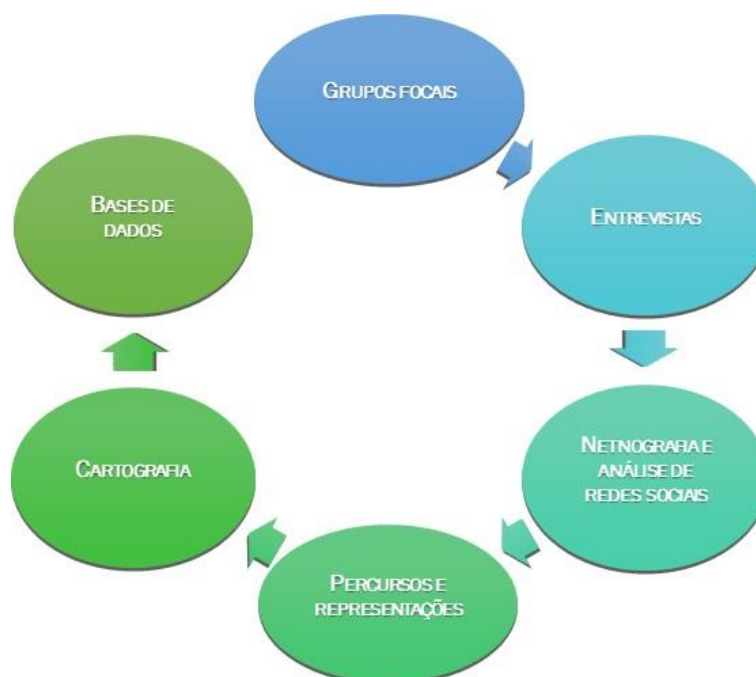 GRUPOS FOCAIS
ENTREVISTAS
NETNOGRAFIA E
ANÁLISE DE
REDES SOCIAIS
PERCURSOS E
REPRESENTAÇÕES
CARTOGRAFIA
BASES DE
DADOS